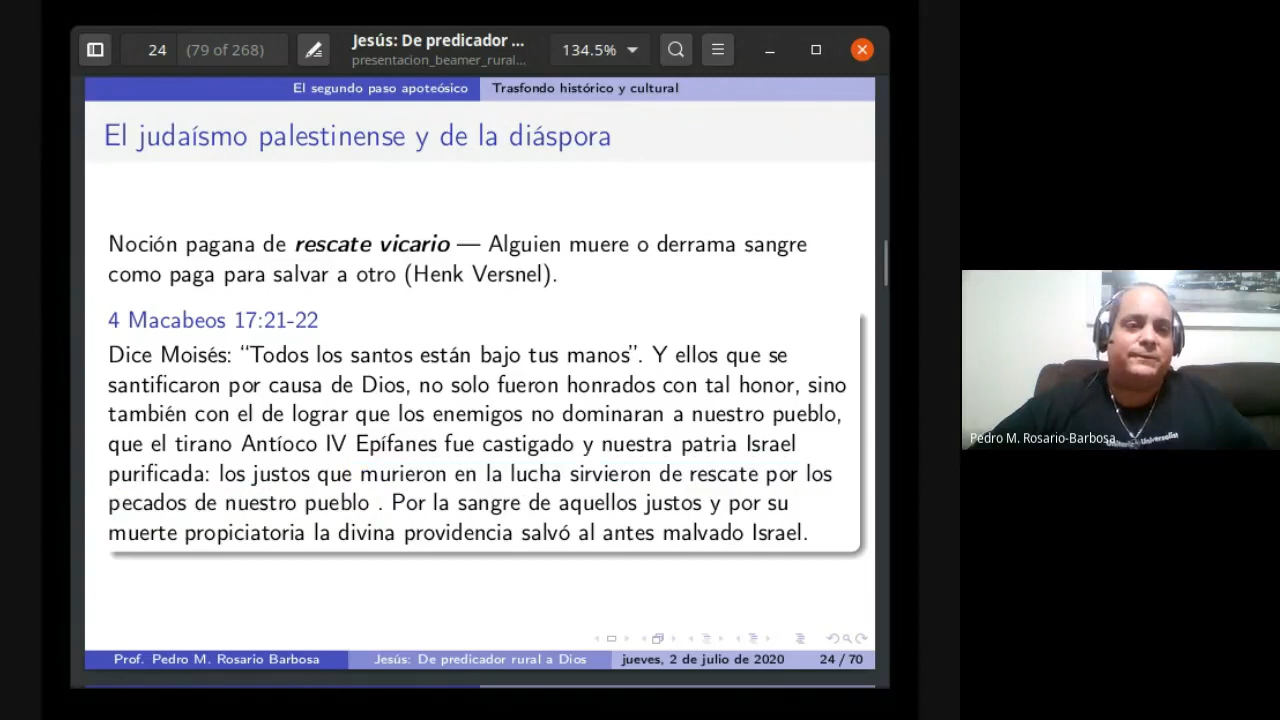 24 (79 of 268)
Jesús: De predicador ...
presentacion_beamer_rural...
134.5%
El segundo paso apoteósico Trasfondo histórico y cultural
El judaísmo palestinense y de la diáspora
Noción pagana de rescate vicario — Alguien muere o derrama sangre
como paga para salvar a otro (Henk Versnel).
4 Macabeos 17:21-22
Dice Moisés: “Todos los santos están bajo tus manos”. Y ellos que se
santificaron por causa de Dios, no solo fueron honrados con tal honor, sino
también con el de lograr que los enemigos no dominaran a nuestro pueblo,
que el tirano Antíoco IV Epífanes fue castigado y nuestra patria Israel
purificada: los justos que murieron en la lucha sirvieron de rescate por los
pecados de nuestro pueblo . Por la sangre de aquellos justos y por su
muerte propiciatoria la divina providencia salvó al antes malvado Israel.
Prof. Pedro M. Rosario Barbosa Jesús: De predicador rural a Dios jueves, 2 de julio de 2020 24 / 70
Pedro M. Rosario-Barbosa
Universalist